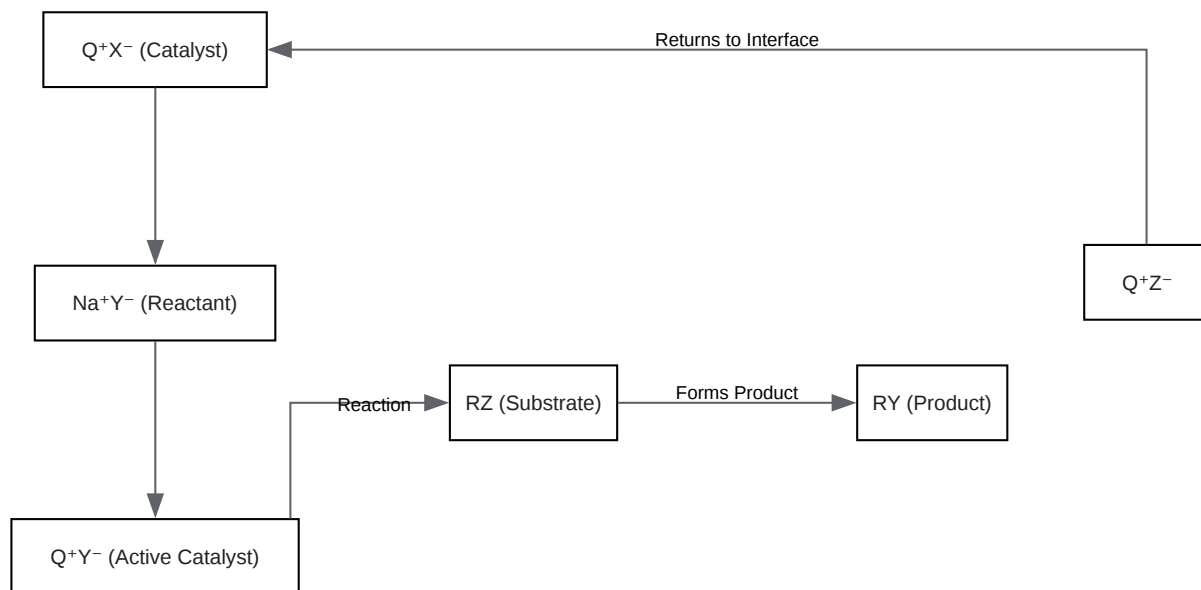 Q⁺X⁻ (Catalyst)
Returns to Interface
Na⁺Y⁻ (Reactant)
Q⁺Z⁻
Reaction
RZ (Substrate)
Forms Product
RY (Product)
Q⁺Y⁻ (Active Catalyst)